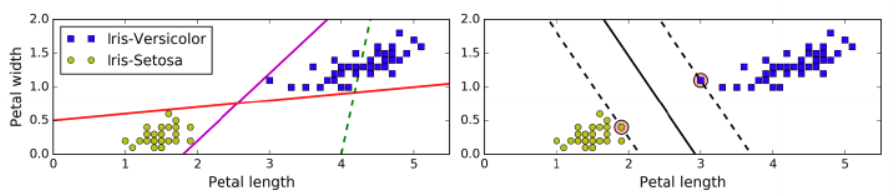 Iris-Versicolor
Iris-Setosa
Petal width
2.0
1.5
1.0
0.5
0.0
0 1 2 3 4 5
Petal length
2.0
1.5
1.0
0.5
0.0
0 1 2 3 4 5
Petal length